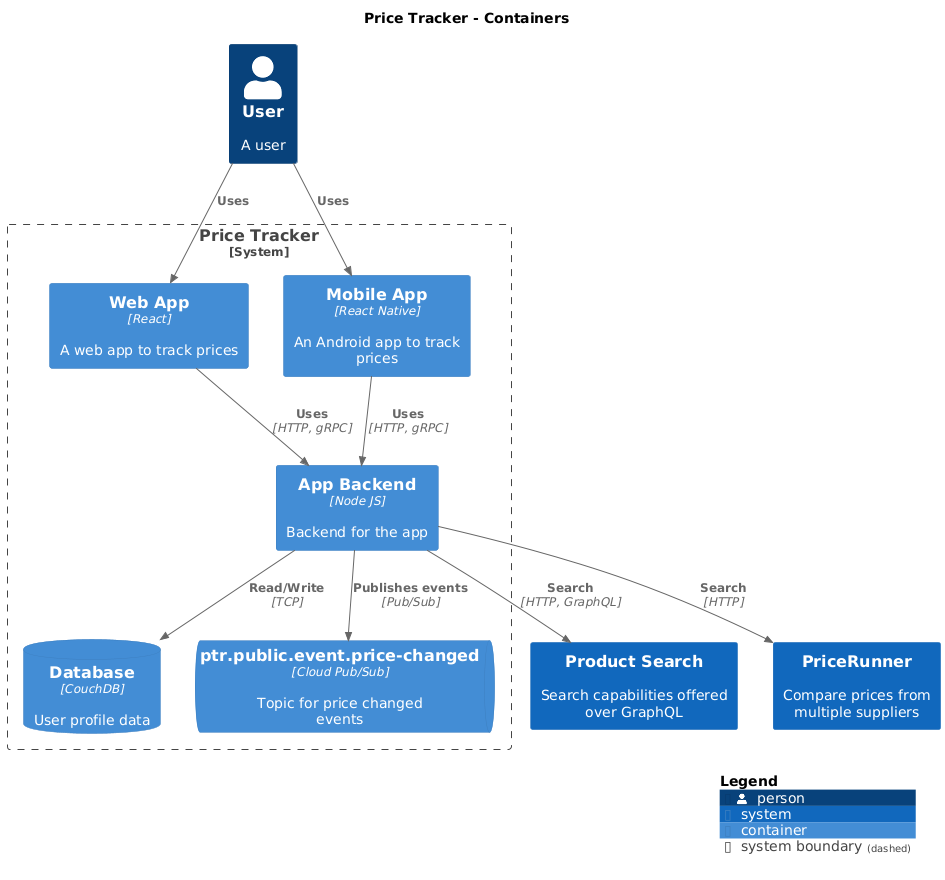 Price Tracker - Containers
User
A user
Uses
Uses
Price Tracker
[System]
Web App
[React]
A web app to track prices
Mobile App
[React Native]
An Android app to track
prices
Uses
[HTTP, gRPC]
Uses
[HTTP, gRPC]
App Backend
[Node JS]
Backend for the app
Read/Write
[TCP]
Publishes events
[Pub/Sub]
Search
[HTTP, GraphQL]
Search
[HTTP]
Database
[CouchDB]
User profile data
ptr.public.event.price-changed
[Cloud Pub/Sub]
Topic for price changed
events
Product Search
Search capabilities offered
over GraphQL
PriceRunner
Compare prices from
multiple suppliers
Legend
person
system
container
system boundary (dashed)